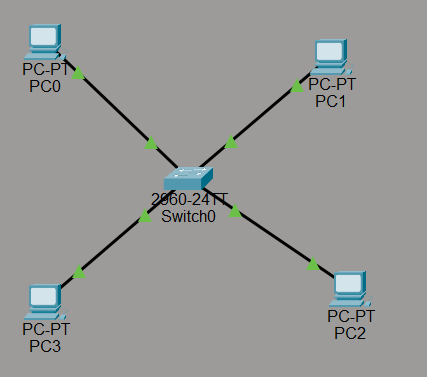 PC-PT
PC0
PC-PT
PC1
2960-24TT
Switch0
PC-PT
PC3
PC-PT
PC2